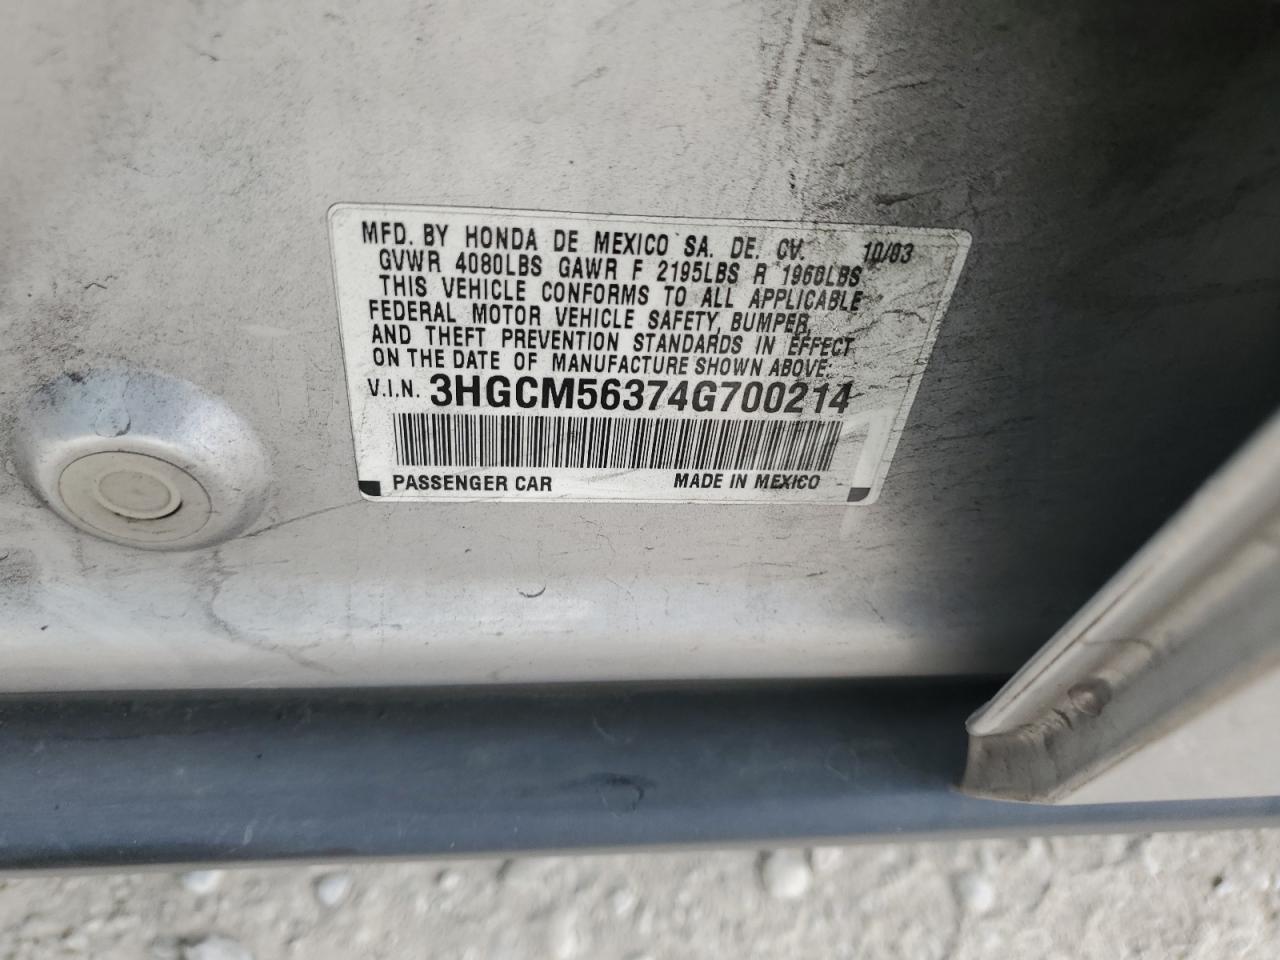 MFD. BY HONDA DE MEXICO SA. DE. CV. 10/03
GVWR 4080LBS GAWR F 2195LBS R 1960LBS
THIS VEHICLE CONFORMS TO ALL APPLICABLE
FEDERAL MOTOR VEHICLE SAFETY, BUMPER,
AND THEFT PREVENTION STANDARDS IN EFFECT
ON THE DATE OF MANUFACTURE SHOWN ABOVE:
V.I.N. 3HGCM56374G700214
PASSENGER CAR MADE IN MEXICO